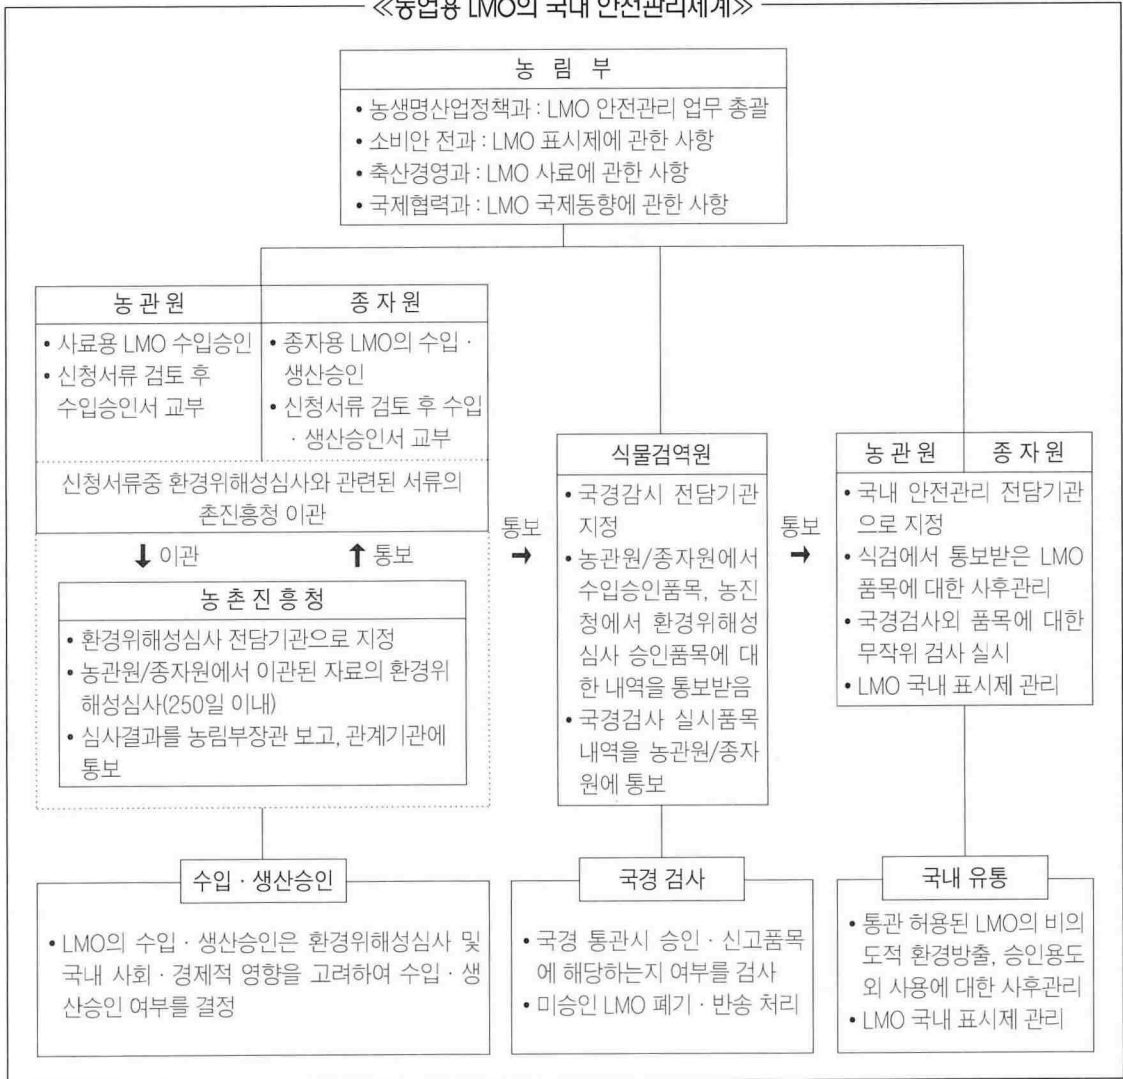 ≪농업용 LMO의 국내 안전관리체계≫
농 림 부
• 농생명산업정책과 : LMO 안전관리 업무 총괄
• 소비안 전과 : LMO 표시제에 관한 사항
• 축산경영과 : LMO 사료에 관한 사항
• 국제협력과 : LMO 국제동향에 관한 사항
농 관 원
• 사료용 LMO 수입승인
• 신청서류 검토 후
수입승인서 교부
종 자 원
• 종자용 LMO의 수입 ·
생산승인
• 신청서류 검토 후 수입
· 생산승인서 교부
신청서류중 환경위해성심사와 관련된 서류의
촌진흥청 이관
⬇ 이관
⬆ 통보
농 촌 진 흥 청
• 환경위해성심사 전담기관으로 지정
• 농관원/종자원에서 이관된 자료의 환경위
해성심사(250일 이내)
• 심사결과를 농림부장관 보고, 관계기관에
통보
통보
➡
식물검역원
• 국경감시 전담기관
지정
• 농관원/종자원에서
수입승인품목, 농진
청에서 환경위해성
심사 승인품목에 대
한 내역을 통보받음
• 국경검사 실시품목
내역을 농관원/종자
원에 통보
통보
➡
농 관 원 종 자 원
• 국내 안전관리 전담기관
으로 지정
• 식검에서 통보받은 LMO
품목에 대한 사후관리
• 국경검사외 품목에 대한
무작위 검사 실시
• LMO 국내 표시제 관리
수입 · 생산승인
• LMO의 수입 · 생산승인은 환경위해성심사 및
국내 사회 · 경제적 영향을 고려하여 수입 · 생
산승인 여부를 결정
국경 검사
• 국경 통관시 승인 · 신고품목
에 해당하는지 여부를 검사
• 미승인 LMO 폐기 · 반송 처리
국내 유통
• 통관 허용된 LMO의 비의
도적 환경방출, 승인용도
외 사용에 대한 사후관리
• LMO 국내 표시제 관리